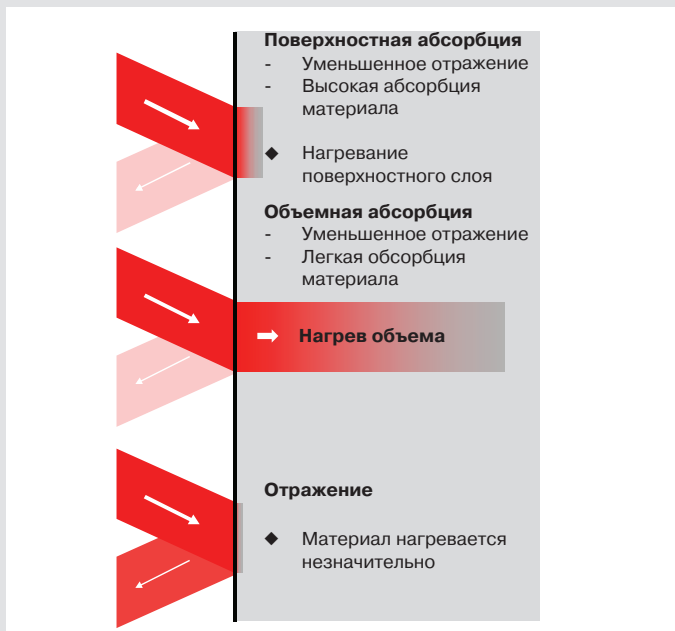 Поверхностная абсорбция
- Уменьшенное отражение
- Высокая абсорбция
материала
◆ Нагревание
поверхностного слоя
Объемная абсорбция
- Уменьшенное отражение
- Легкая обсорбция
материала
Нагрев объема
Отражение
◆ Материал нагревается
незначительно